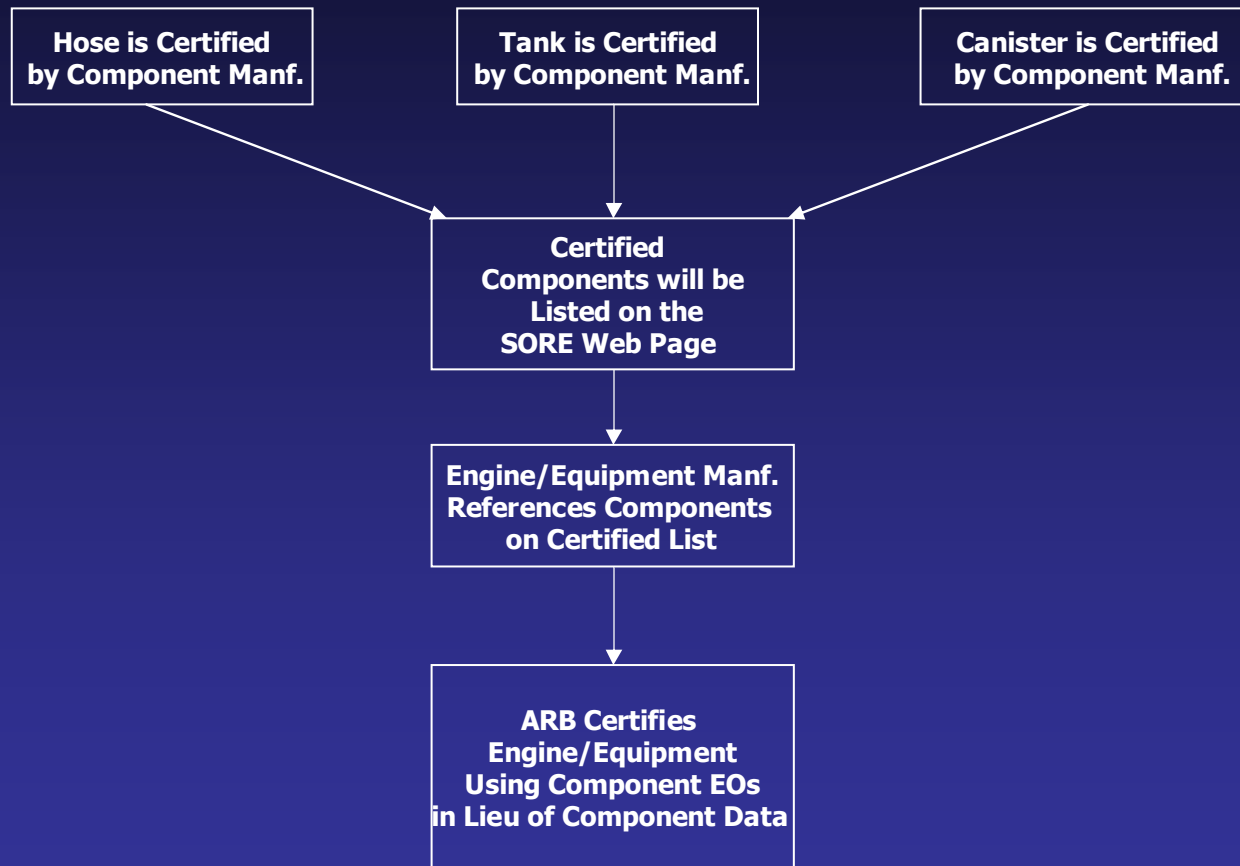 Hose is Certified
by Component Manf.
Tank is Certified
by Component Manf.
Canister is Certified
by Component Manf.
Certified
Components will be
Listed on the
SORE Web Page
Engine/Equipment Manf.
References Components
on Certified List
ARB Certifies
Engine/Equipment
Using Component EOs
in Lieu of Component Data